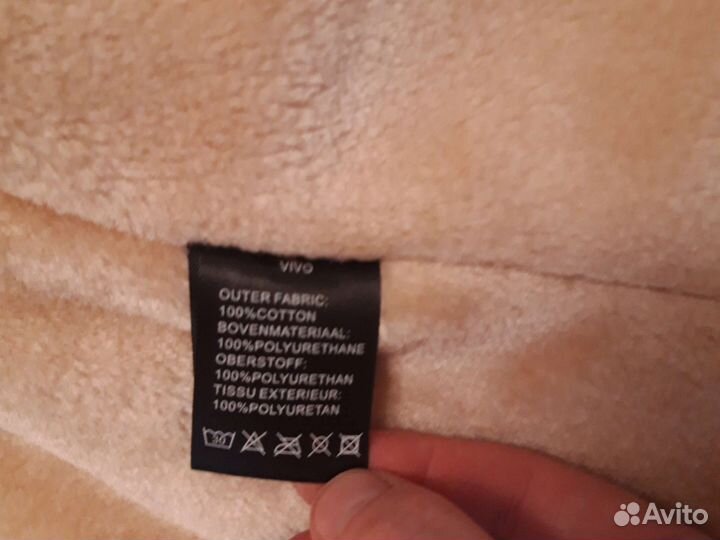 VIVO
OUTER FABRIC:
100%COTTON
BOVENMATERIAAL:
100%POLYURETHANE
OBERSTOFF:
100%POLYURETHAN
TISSU EXTERIEUR:
100%POLYURETAN
30
Avito